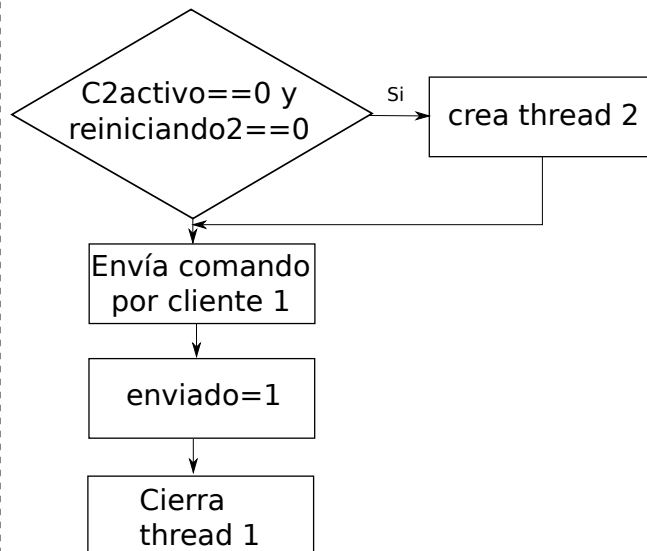 C2activo==0 y
reiniciando2==0
Si
crea thread 2
Envía comando
por cliente 1
enviado=1
Cierra
thread 1